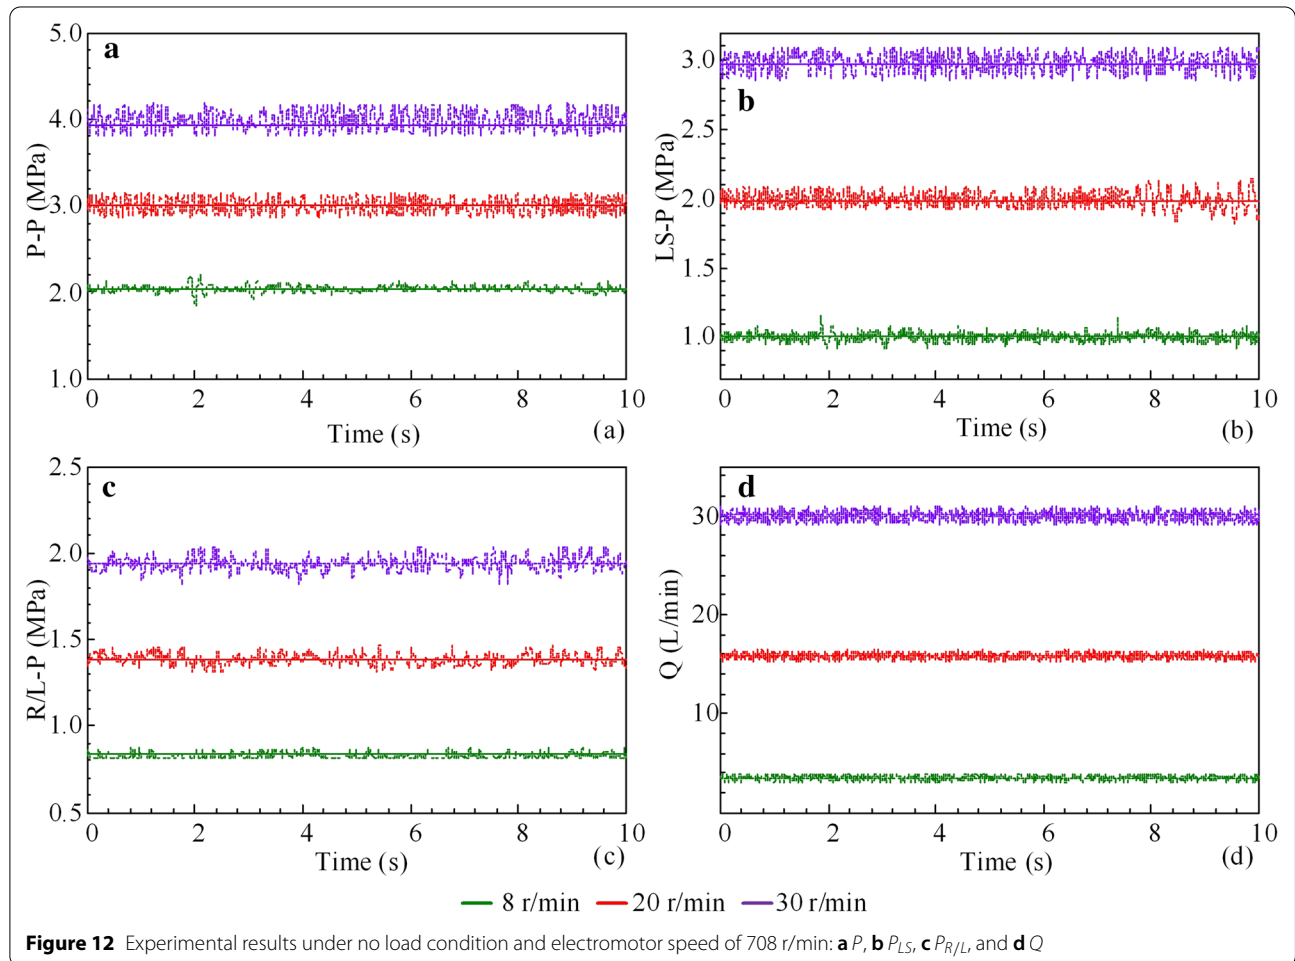 a
5.0
4.0
3.0
2.0
1.0
P-P (MPa)
0 2 4 6 8 10
Time (s)
(a)
b
3.0
2.5
2.0
1.5
1.0
LS-P (MPa)
0 2 4 6 8 10
Time (s)
(b)
c
2.5
2.0
1.5
1.0
0.5
R/L-P (MPa)
0 2 4 6 8 10
Time (s)
(c)
d
30
20
10
Q (L/min)
0 2 4 6 8 10
Time (s)
(d)
8 r/min 20 r/min 30 r/min
Figure 12 Experimental results under no load condition and electromotor speed of 708 r/min: a P, b P_LS, c P_R/L, and d Q